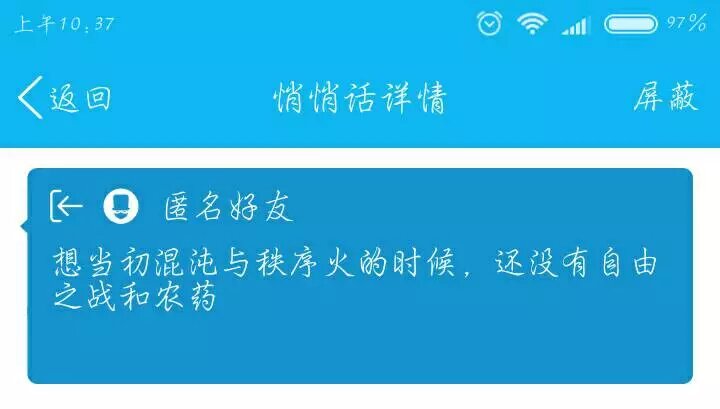 上午10:37
97%
返回
悄悄话详情
屏蔽
匿名好友
想当初混沌与秩序火的时候，还没有自由
之战和农药